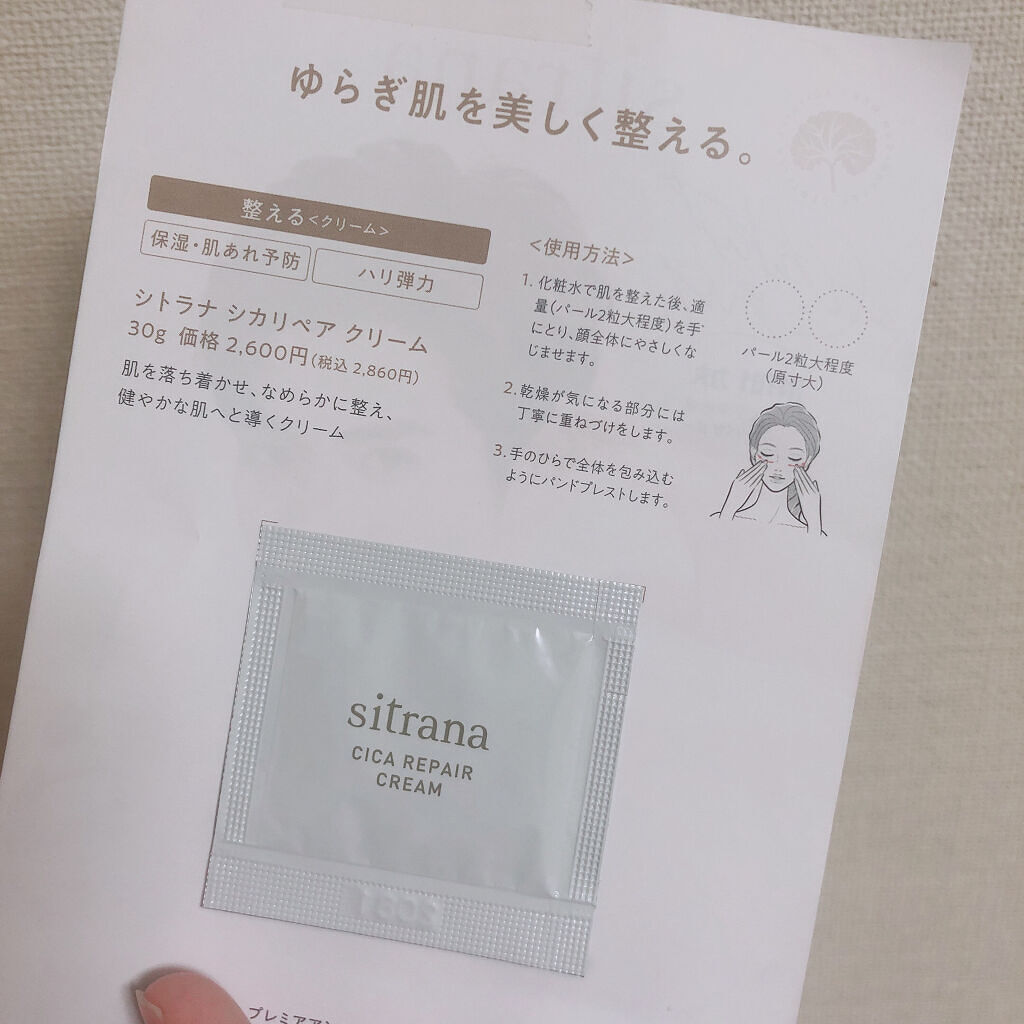 ゆらぎ肌を美しく整える。
整える<クリーム>
保湿・肌あれ予防
ハリ弾力
シトラナ シカリペア クリーム
30g 価格 2,600円(税込 2,860円)
肌を落ち着かせ、なめらかに整え、
健やかな肌へと導くクリーム
<使用方法>
1. 化粧水で肌を整えた後、適
量(パール2粒大程度)を手
にとり、顔全体にやさしくな
じませます。
2. 乾燥が気になる部分には
丁寧に重ねづけをします。
3. 手のひらで全体を包み込む
ようにハンドプレストします。
パール2粒大程度
(原寸大)
sitrana
CICA REPAIR
CREAM
プレミアアン